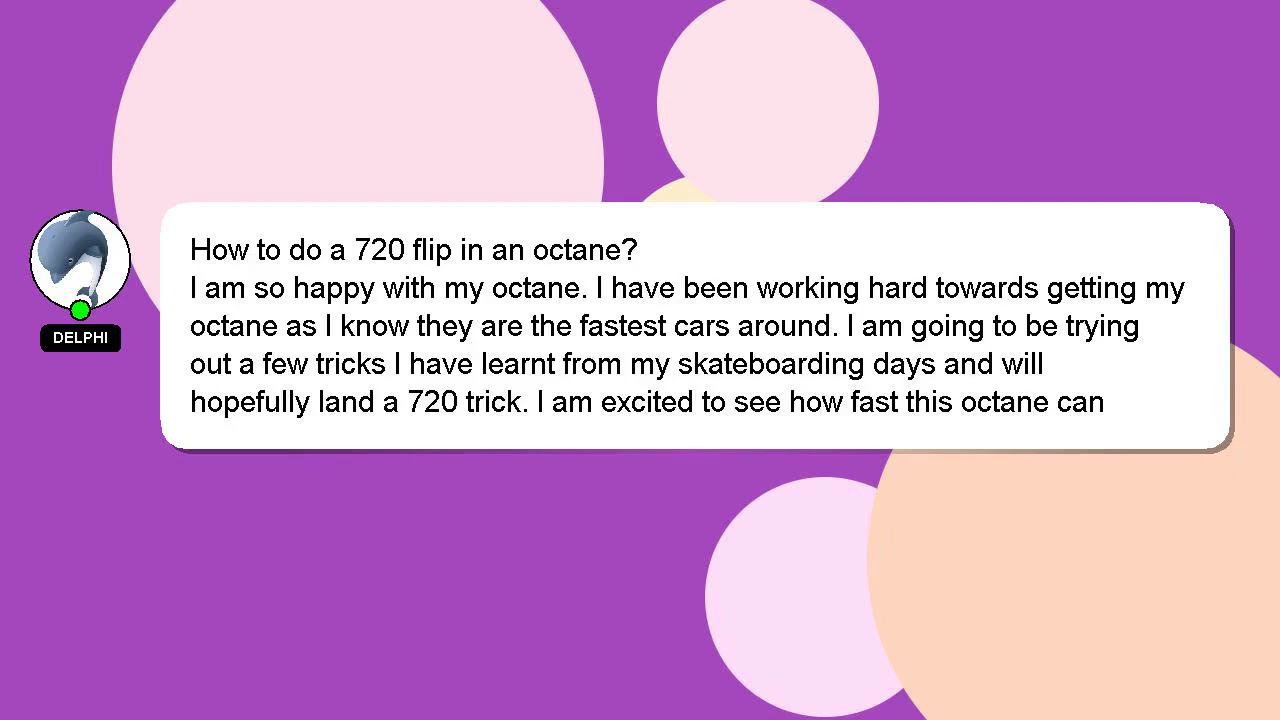 How to do a 720 flip in an octane?
I am so happy with my octane. I have been working hard towards getting my
octane as I know they are the fastest cars around. I am going to be trying
out a few tricks I have learnt from my skateboarding days and will
hopefully land a 720 trick. I am excited to see how fast this octane can
DELPHI